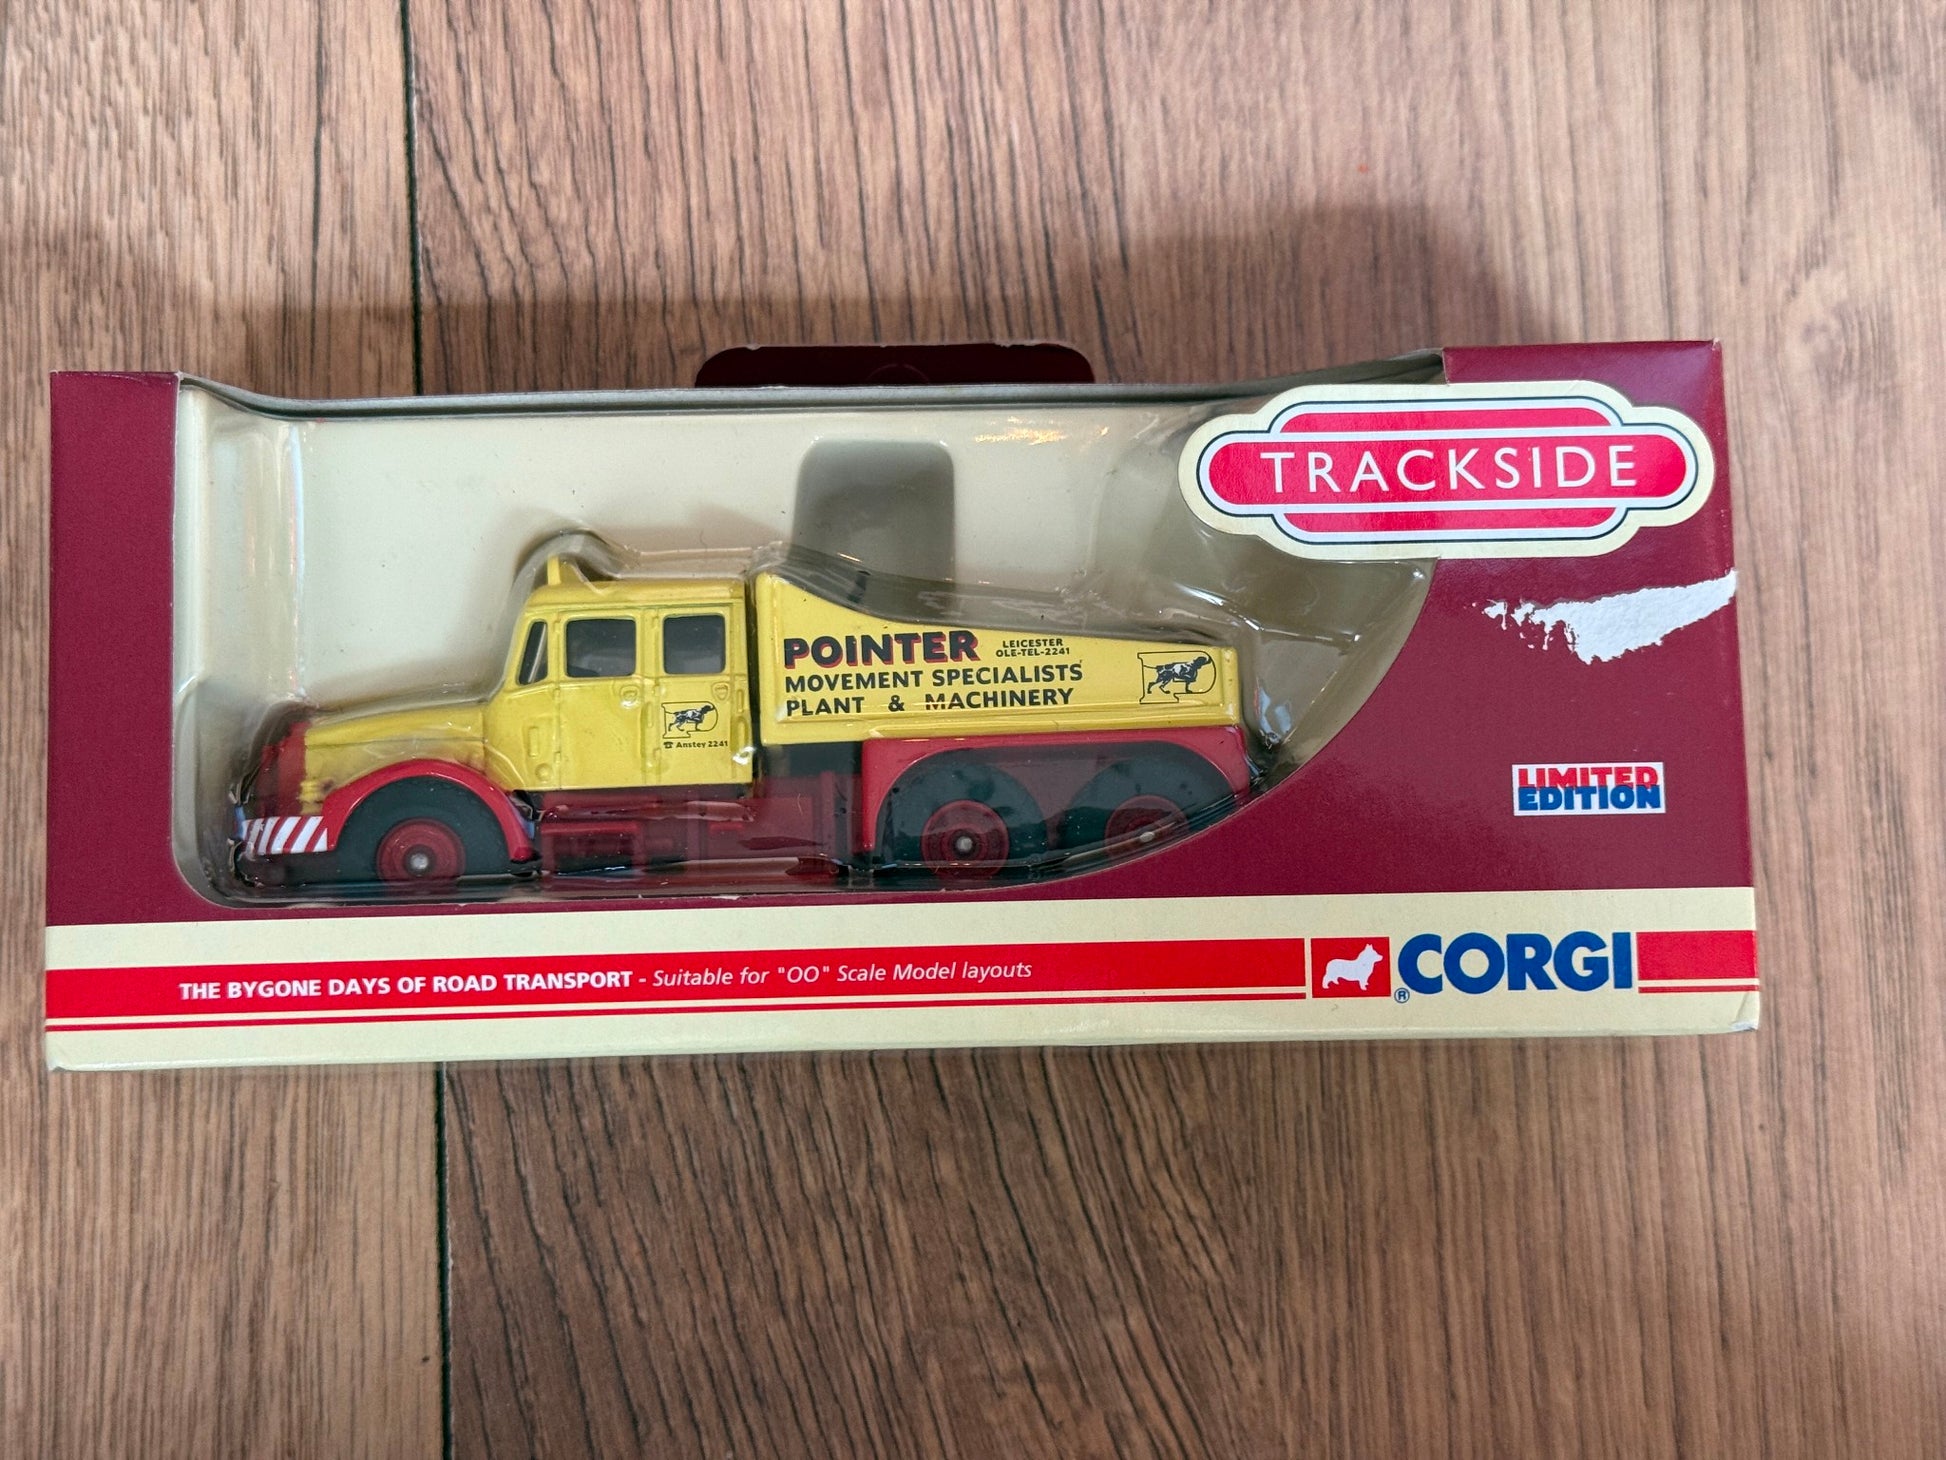 TRACKSIDE
POINTER
LEICESTER
OLE-TEL-2241
MOVEMENT SPECIALISTS
PLANT & MACHINERY
P
P
☎ Anstey 2241
LIMITED
EDITION
THE BYGONE DAYS OF ROAD TRANSPORT - Suitable for "OO" Scale Model layouts
® CORGI